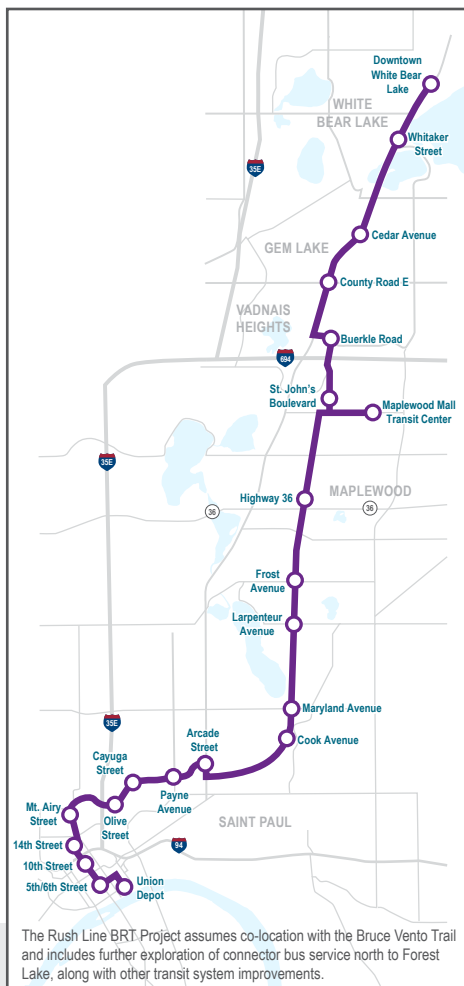 Downtown
White Bear
Lake
WHITE
BEAR LAKE
Whitaker
Street
35E
Cedar Avenue
GEM LAKE
County Road E
VADNAIS
HEIGHTS
Buerkle Road
694
St. John's
Boulevard
Maplewood Mall
Transit Center
35E
MAPLEWOOD
Highway 36
36
36
Frost
Avenue
Larpenteur
Avenue
Maryland Avenue
35E
Arcade
Street
Cook Avenue
Cayuga
Street
Payne
Avenue
Mt. Airy
Street
Olive
Street
SAINT PAUL
14th Street
94
10th Street
5th/6th Street
Union
Depot
The Rush Line BRT Project assumes co-location with the Bruce Vento Trail
and includes further exploration of connector bus service north to Forest
Lake, along with other transit system improvements.